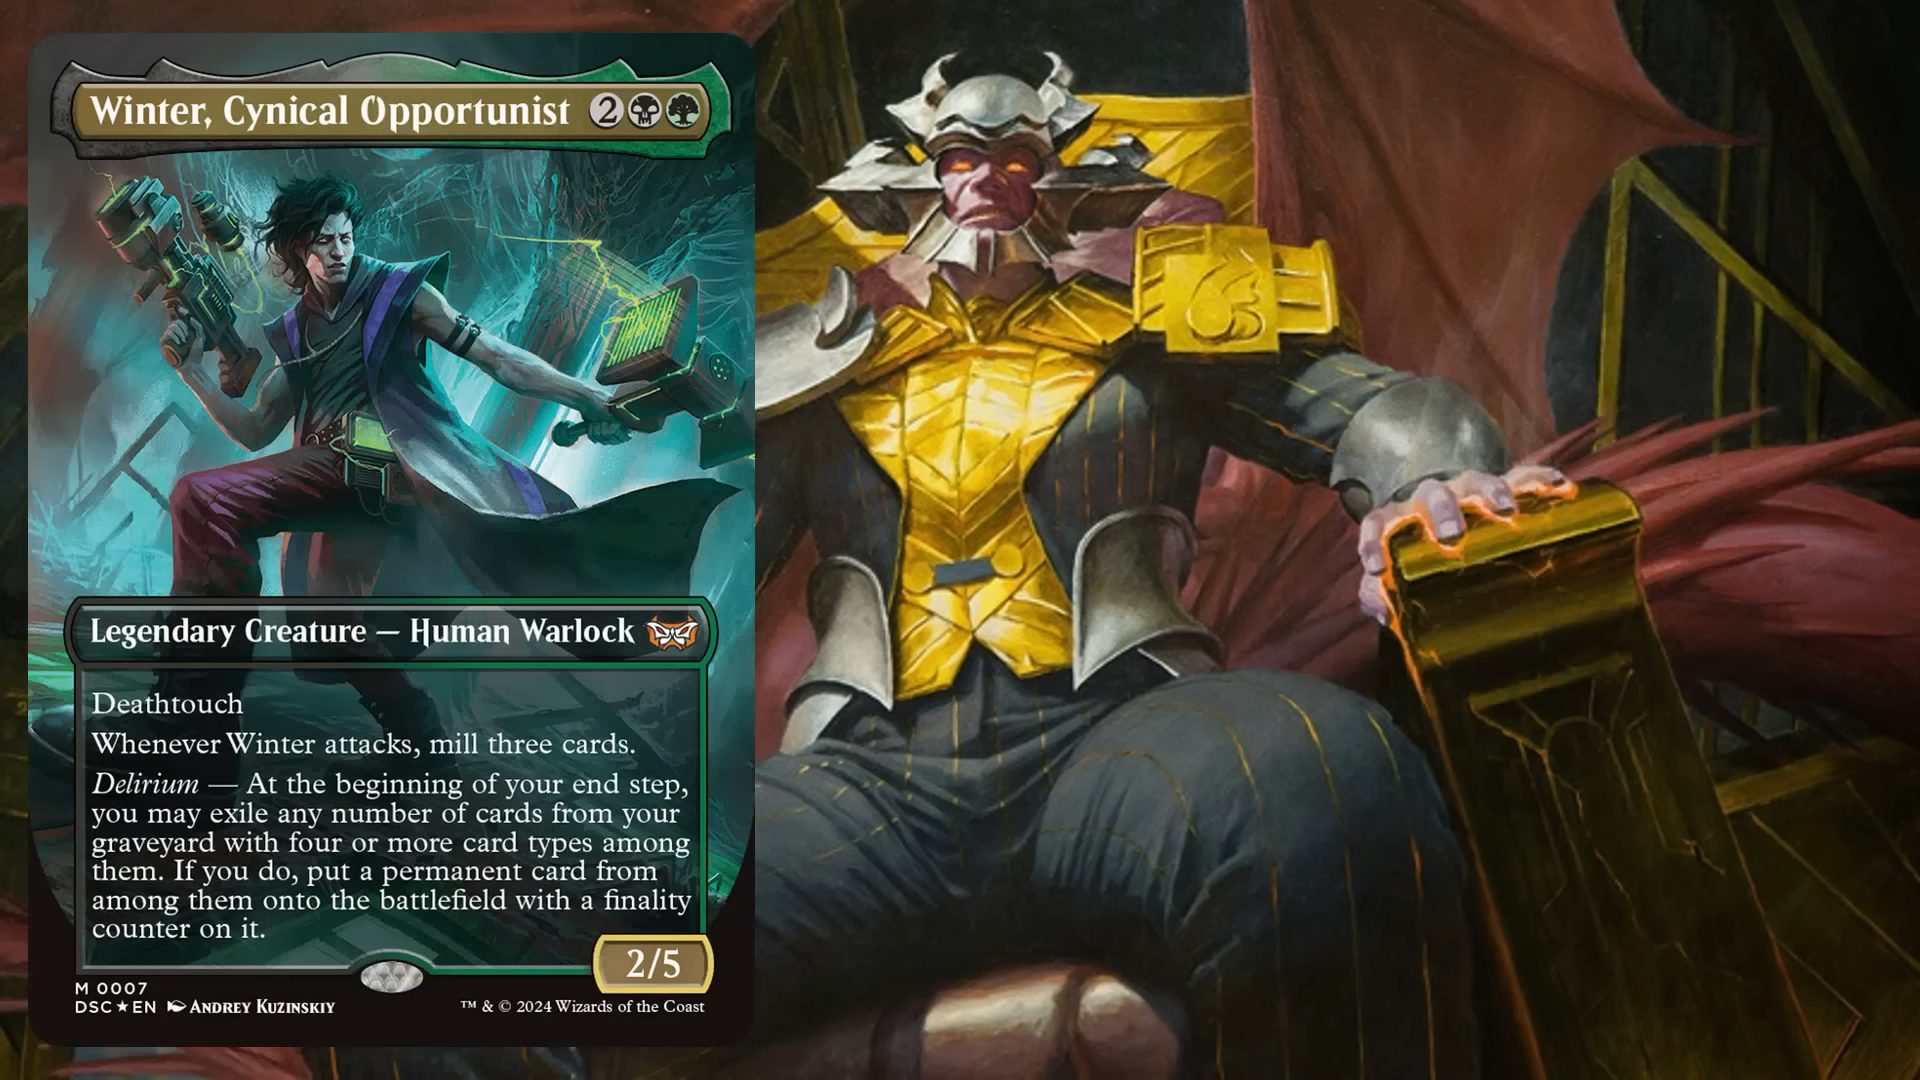 Winter, Cynical Opportunist 2
Legendary Creature — Human Warlock
Deathtouch
Whenever Winter attacks, mill three cards.
Delirium — At the beginning of your end step,
you may exile any number of cards from your
graveyard with four or more card types among
them. If you do, put a permanent card from
among them onto the battlefield with a finality
counter on it.
2/5
M 0007
DSC★EN ANDREY KUZINSKIY
™ & © 2024 Wizards of the Coast